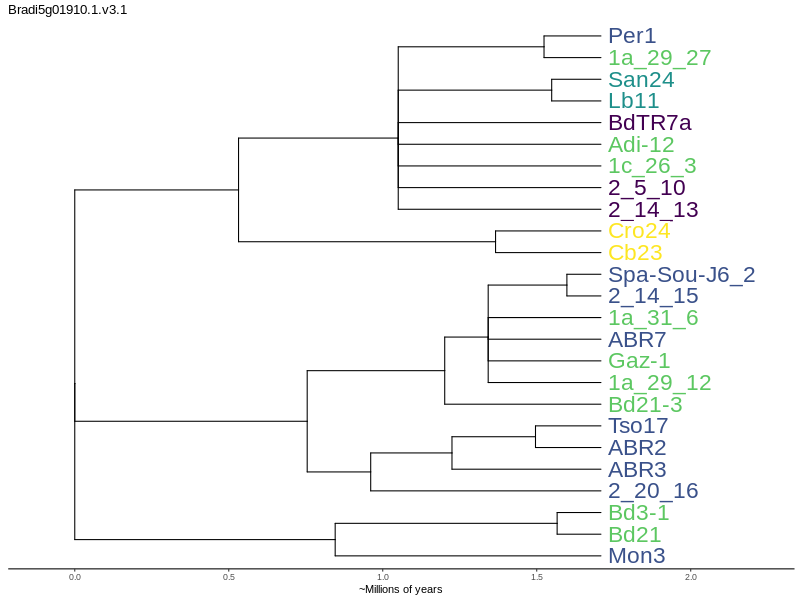 Bradi5g01910.1.v3.1
Per1
1a_29_27
San24
Lb11
BdTR7a
Adi-12
1c_26_3
2_5_10
2_14_13
Cro24
Cb23
Spa-Sou-J6_2
2_14_15
1a_31_6
ABR7
Gaz-1
1a_29_12
Bd21-3
Tso17
ABR2
ABR3
2_20_16
Bd3-1
Bd21
Mon3
0.0 0.5 1.0 1.5 2.0
~Millions of years